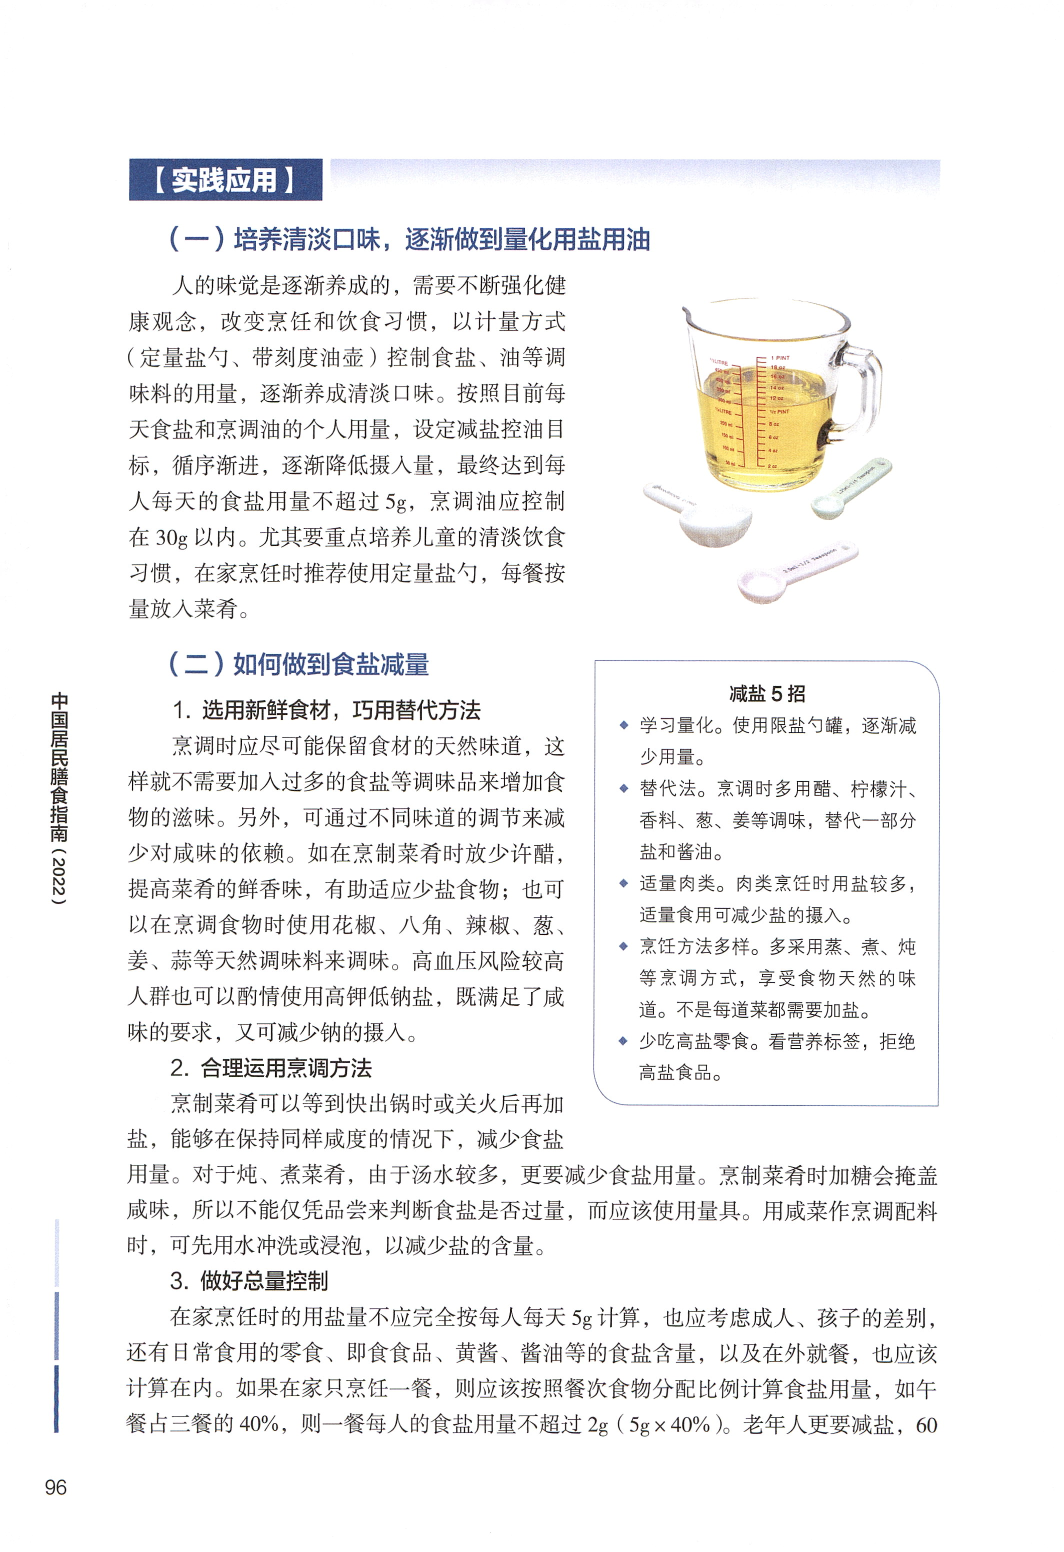 【实践应用】
（一）培养清淡口味，逐渐做到量化用盐用油
人的味觉是逐渐养成的，需要不断强化健
康观念，改变烹饪和饮食习惯，以计量方式
（定量盐勺、带刻度油壶）控制食盐、油等调
味料的用量，逐渐养成清淡口味。按照目前每
天食盐和烹调油的个人用量，设定减盐控油目
标，循序渐进，逐渐降低摄入量，最终达到每
人每天的食盐用量不超过 5g，烹调油应控制
在 30g 以内。尤其要重点培养儿童的清淡饮食
习惯，在家烹饪时推荐使用定量盐勺，每餐按
量放入菜肴。
1 PINT
½ PINT
（二）如何做到食盐减量
1. 选用新鲜食材，巧用替代方法
烹调时应尽可能保留食材的天然味道，这
样就不需要加入过多的食盐等调味品来增加食
物的滋味。另外，可通过不同味道的调节来减
少对咸味的依赖。如在烹制菜肴时放少许醋，
提高菜肴的鲜香味，有助适应少盐食物；也可
以在烹调食物时使用花椒、八角、辣椒、葱、
姜、蒜等天然调味料来调味。高血压风险较高
人群也可以酌情使用高钾低钠盐，既满足了咸
味的要求，又可减少钠的摄入。
2. 合理运用烹调方法
烹制菜肴可以等到快出锅时或关火后再加
盐，能够在保持同样咸度的情况下，减少食盐
用量。对于炖、煮菜肴，由于汤水较多，更要减少食盐用量。烹制菜肴时加糖会掩盖
咸味，所以不能仅凭品尝来判断食盐是否过量，而应该使用量具。用咸菜作烹调配料
时，可先用水冲洗或浸泡，以减少盐的含量。
3. 做好总量控制
在家烹饪时的用盐量不应完全按每人每天 5g 计算，也应考虑成人、孩子的差别，
还有日常食用的零食、即食食品、黄酱、酱油等的食盐含量，以及在外就餐，也应该
计算在内。如果在家只烹饪一餐，则应该按照餐次食物分配比例计算食盐用量，如午
餐占三餐的 40%，则一餐每人的食盐用量不超过 2g（5g×40%）。老年人更要减盐，60
减盐 5 招
◆ 学习量化。使用限盐勺罐，逐渐减
少用量。
◆ 替代法。烹调时多用醋、柠檬汁、
香料、葱、姜等调味，替代一部分
盐和酱油。
◆ 适量肉类。肉类烹饪时用盐较多，
适量食用可减少盐的摄入。
◆ 烹饪方法多样。多采用蒸、煮、炖
等烹调方式，享受食物天然的味
道。不是每道菜都需要加盐。
◆ 少吃高盐零食。看营养标签，拒绝
高盐食品。
中国居民膳食指南（2022）
96